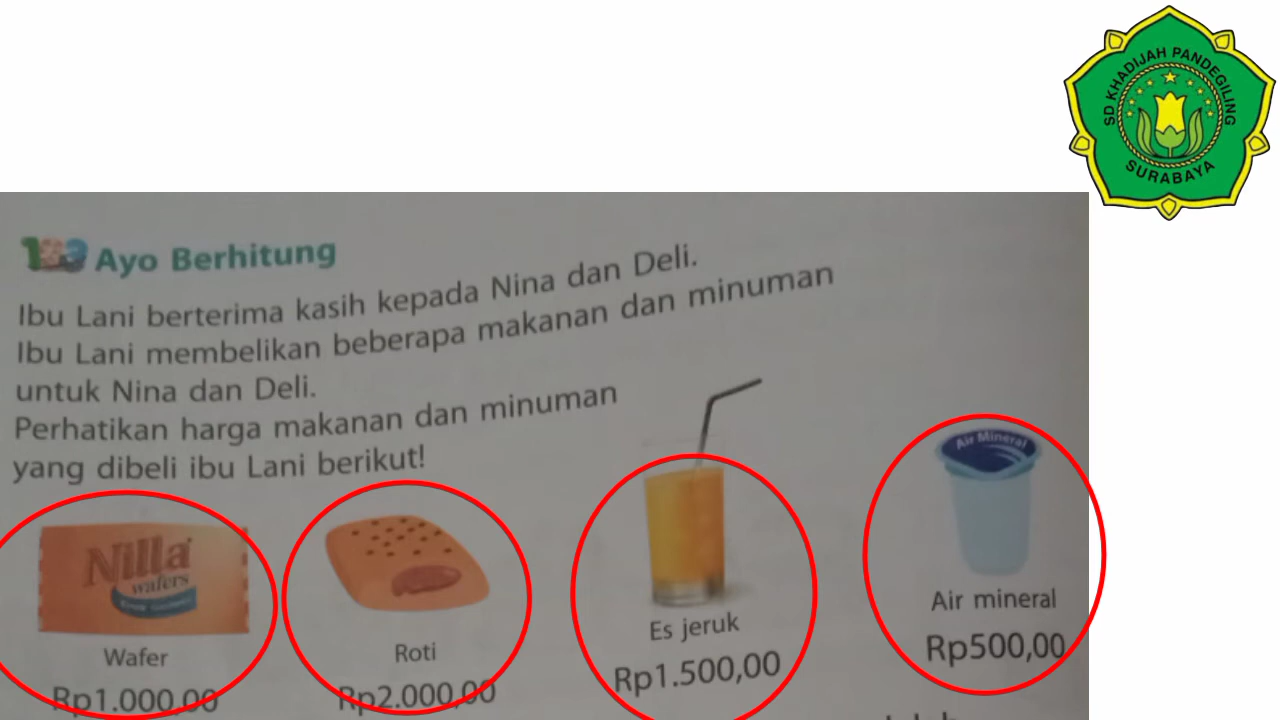 SD KHADIJAH PANDEGILING
SURABAYA
123 Ayo Berhitung
Ibu Lani berterima kasih kepada Nina dan Deli.
Ibu Lani membelikan beberapa makanan dan minuman
untuk Nina dan Deli.
Perhatikan harga makanan dan minuman
yang dibeli ibu Lani berikut!
Air Mineral
Nilla
wafers
Wafer
Roti
Es jeruk
Air mineral
Rp1.000,00
Rp2.000,00
Rp1.500,00
Rp500,00